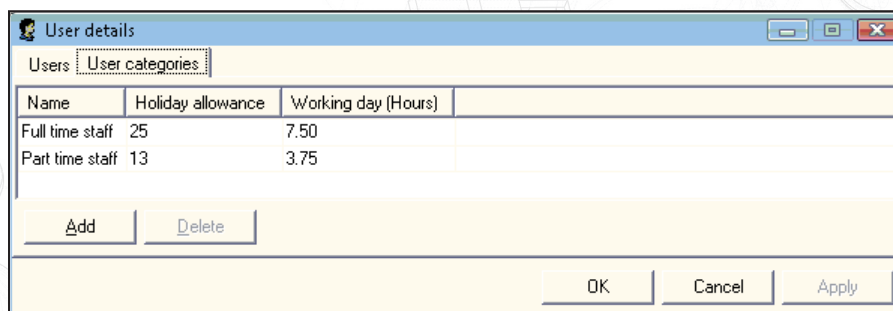 User details
Users User categories
Name Holiday allowance Working day (Hours)
Full time staff 25 7.50
Part time staff 13 3.75
Add Delete
OK Cancel Apply